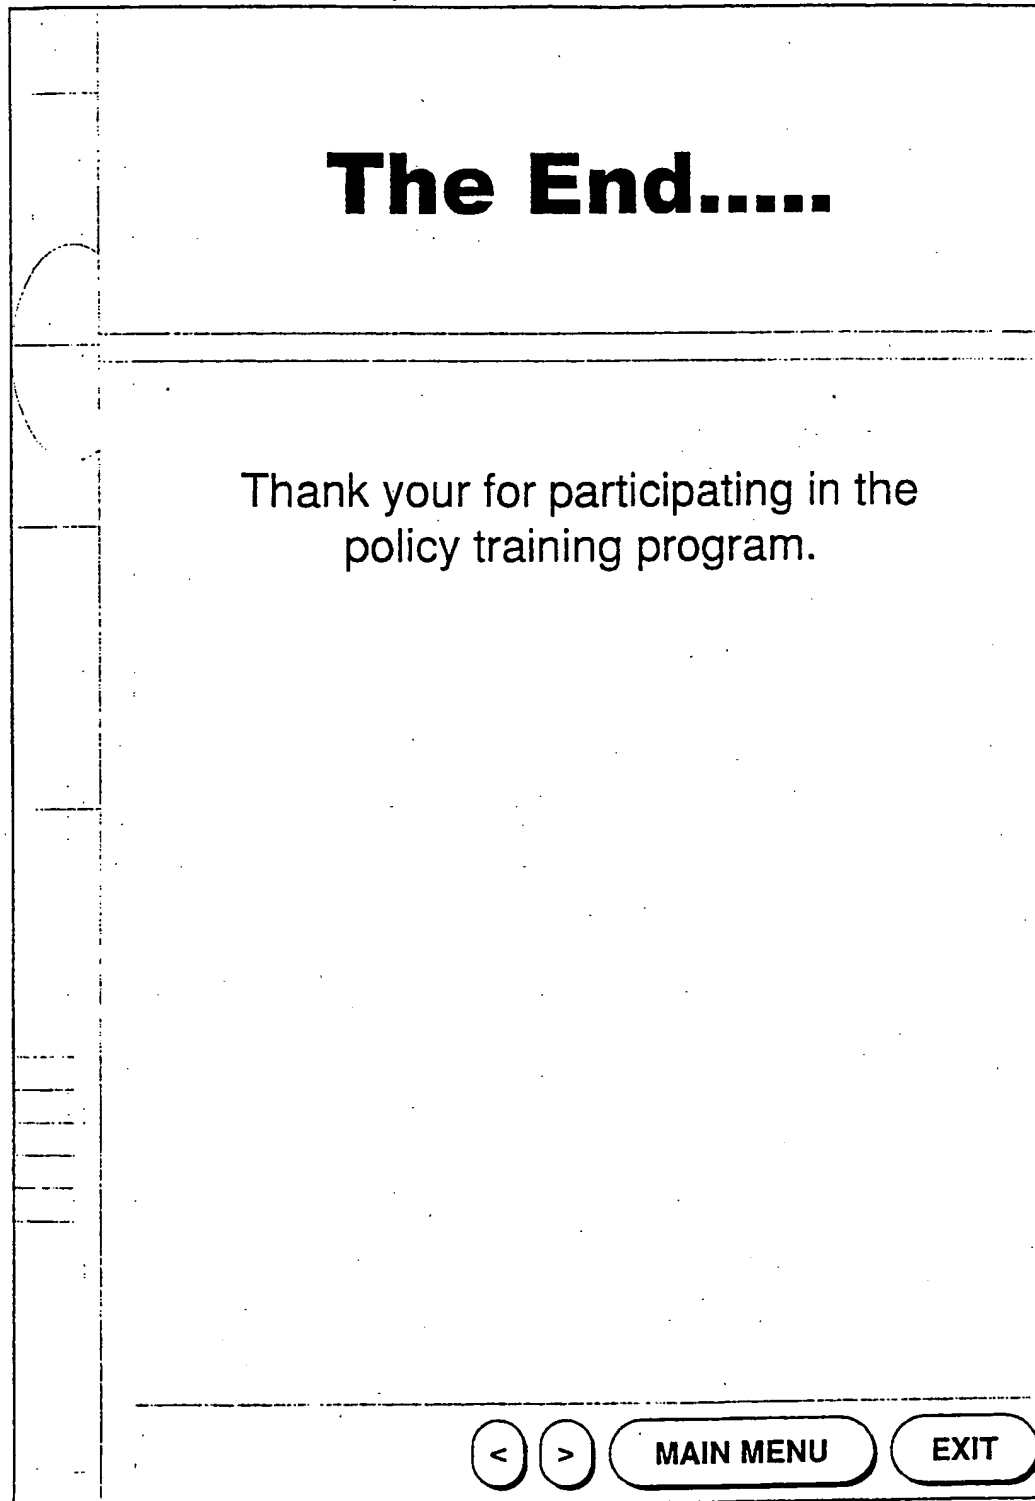 The End.....
Thank your for participating in the
policy training program.
< > MAIN MENU EXIT